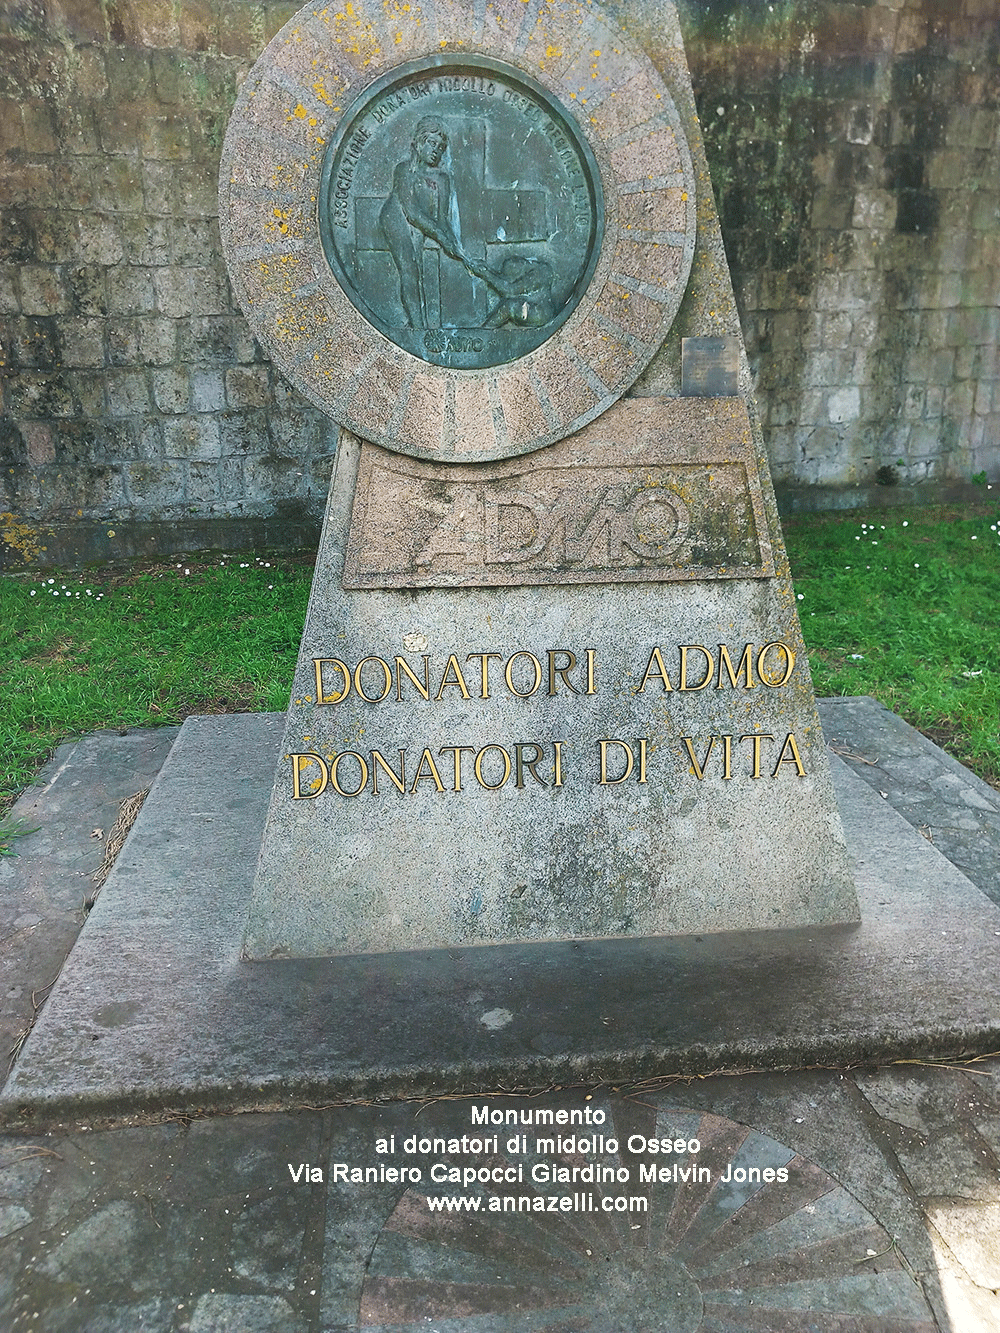 ASSOCIAZIONE DONATORI MIDOLLO OSSEO REGIONE LAZIO
ADMO
DONATORI ADMO
DONATORI DI VITA
Monumento
ai donatori di midollo Osseo
Via Raniero Capocci Giardino Melvin Jones
www.annazelli.com